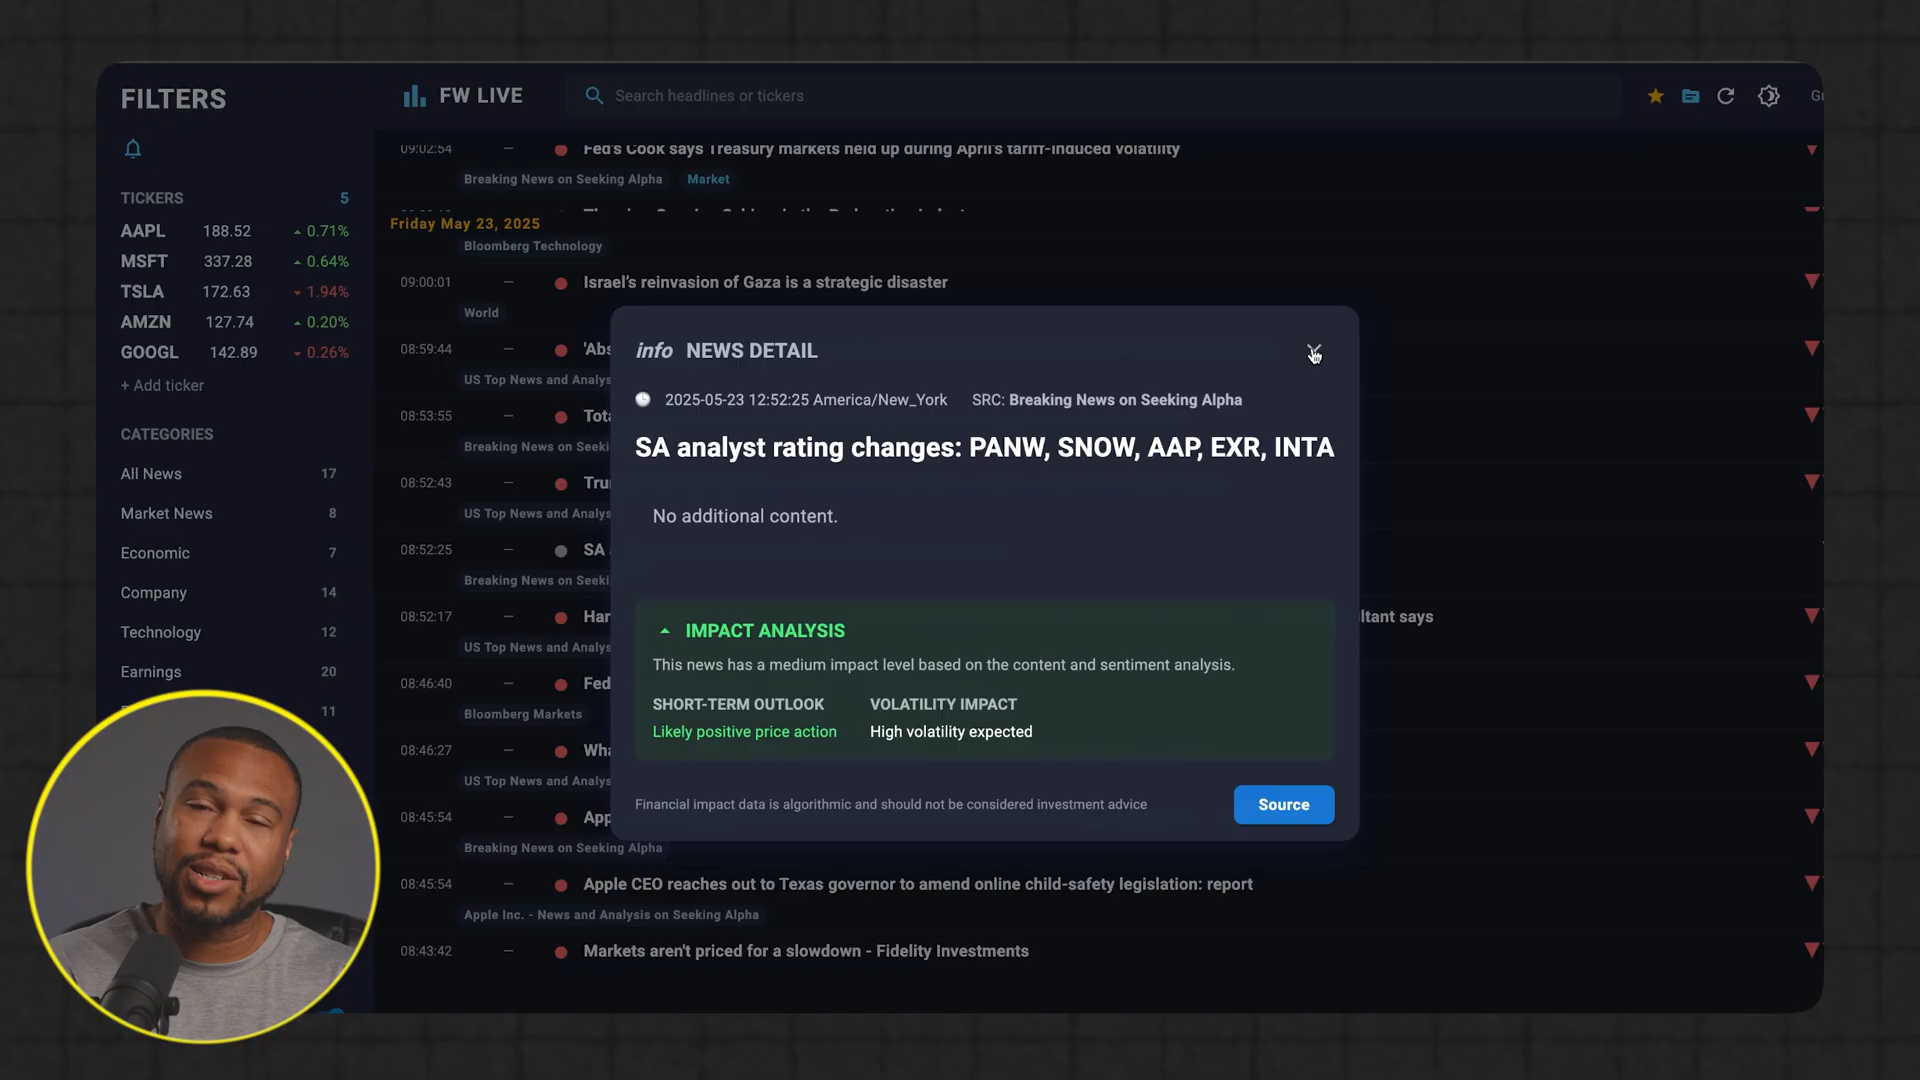 FILTERS
FW LIVE
Search headlines or tickers
TICKERS 5
AAPL 188.52 0.71%
MSFT 337.28 0.64%
TSLA 172.63 1.94%
AMZN 127.74 0.20%
GOOGL 142.89 0.26%
+ Add ticker
CATEGORIES
All News 17
Market News 8
Economic 7
Company 14
Technology 12
Earnings 20
11
09:02:54 — Fed's Cook says Treasury markets held up during April's tariff-induced volatility
Breaking News on Seeking Alpha Market
Friday May 23, 2025
Bloomberg Technology
09:00:01 — Israel's reinvasion of Gaza is a strategic disaster
World
08:59:44 — 'Abs
US Top News and Analys
08:53:55 — Tota
Breaking News on Seeki
08:52:43 — Tru
US Top News and Analys
08:52:25 — SA
Breaking News on Seeki
08:52:17 — Har ltant says
US Top News and Analys
08:46:40 — Fed
Bloomberg Markets
08:46:27 — Wha
US Top News and Analys
08:45:54 — App
Breaking News on Seeking Alpha
08:45:54 — Apple CEO reaches out to Texas governor to amend online child-safety legislation: report
Apple Inc. - News and Analysis on Seeking Alpha
08:43:42 — Markets aren't priced for a slowdown - Fidelity Investments
info NEWS DETAIL
2025-05-23 12:52:25 America/New_York SRC: Breaking News on Seeking Alpha
SA analyst rating changes: PANW, SNOW, AAP, EXR, INTA
No additional content.
IMPACT ANALYSIS
This news has a medium impact level based on the content and sentiment analysis.
SHORT-TERM OUTLOOK VOLATILITY IMPACT
Likely positive price action High volatility expected
Financial impact data is algorithmic and should not be considered investment advice
Source